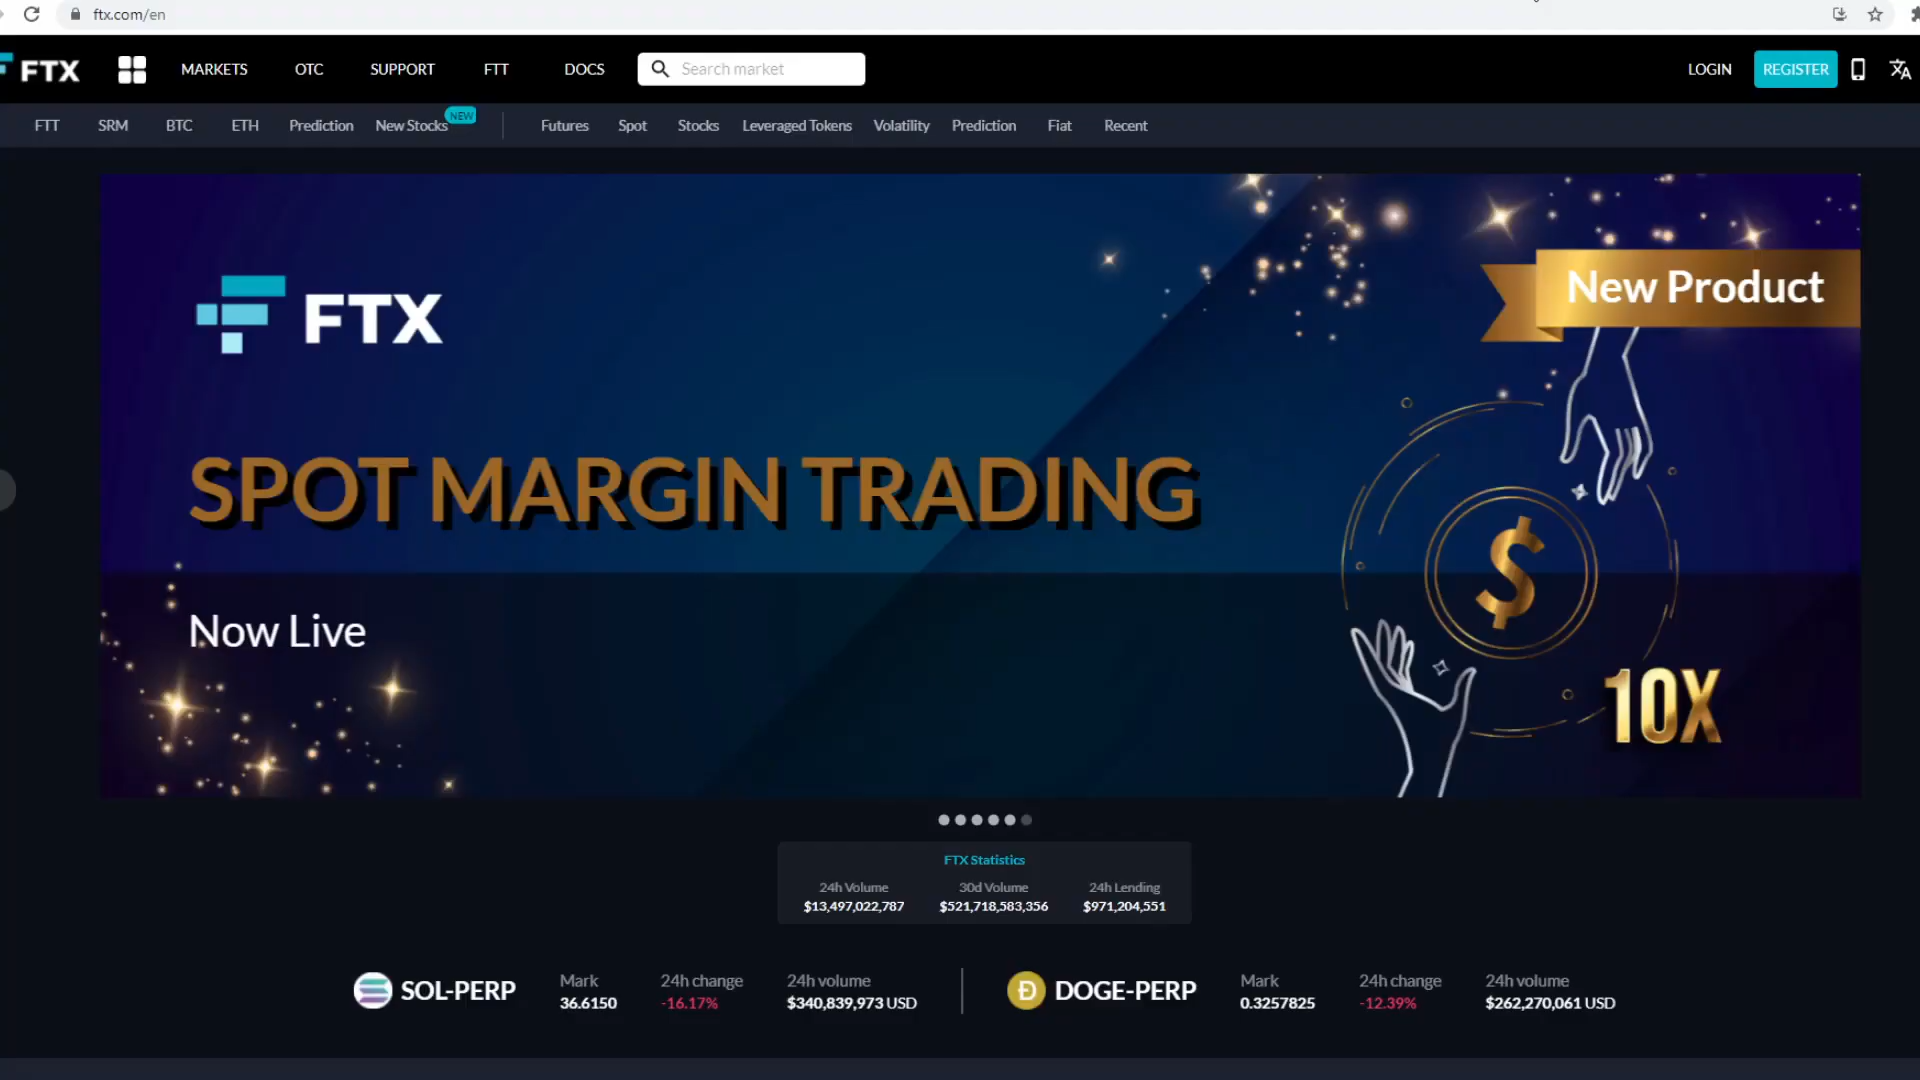 ftx.com/en
FTX
MARKETS
OTC
SUPPORT
FTT
DOCS
Search market
LOGIN
REGISTER
FTT
SRM
BTC
ETH
Prediction
New Stocks
NEW
Futures
Spot
Stocks
Leveraged Tokens
Volatility
Prediction
Fiat
Recent
New Product
FTX
SPOT MARGIN TRADING
Now Live
$
10X
FTX Statistics
24h Volume
$13,497,022,787
30d Volume
$521,718,583,356
24h Lending
$971,204,551
SOL-PERP
Mark
36.6150
24h change
-16.17%
24h volume
$340,839,973 USD
DOGE-PERP
Mark
0.3257825
24h change
-12.39%
24h volume
$262,270,061 USD